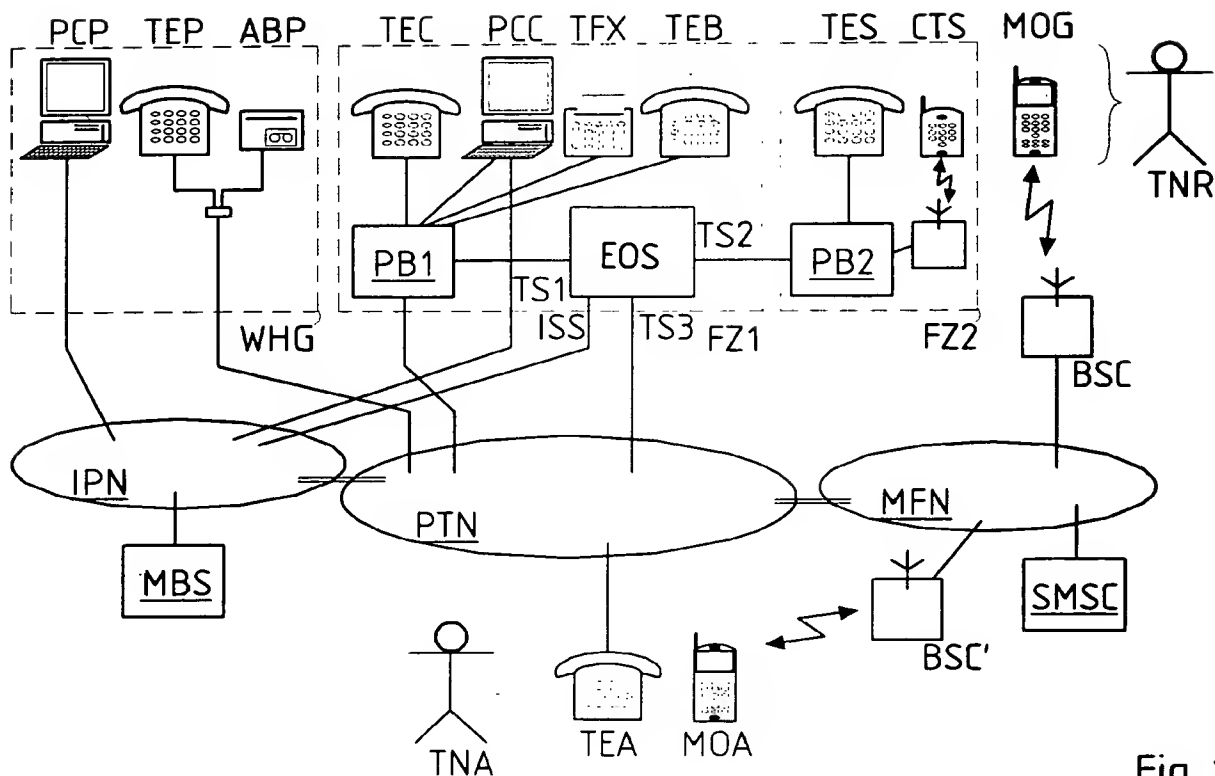 PCP TEP ABP TEC PCC TFX TEB TES CTS MOG
TNR
PB1 EOS TS2 PB2
TS1
ISS TS3
WHG FZ1 FZ2
BSC
IPN PTN MFN
MBS SMSC
BSC'
TNA TEA MOA
Fig.